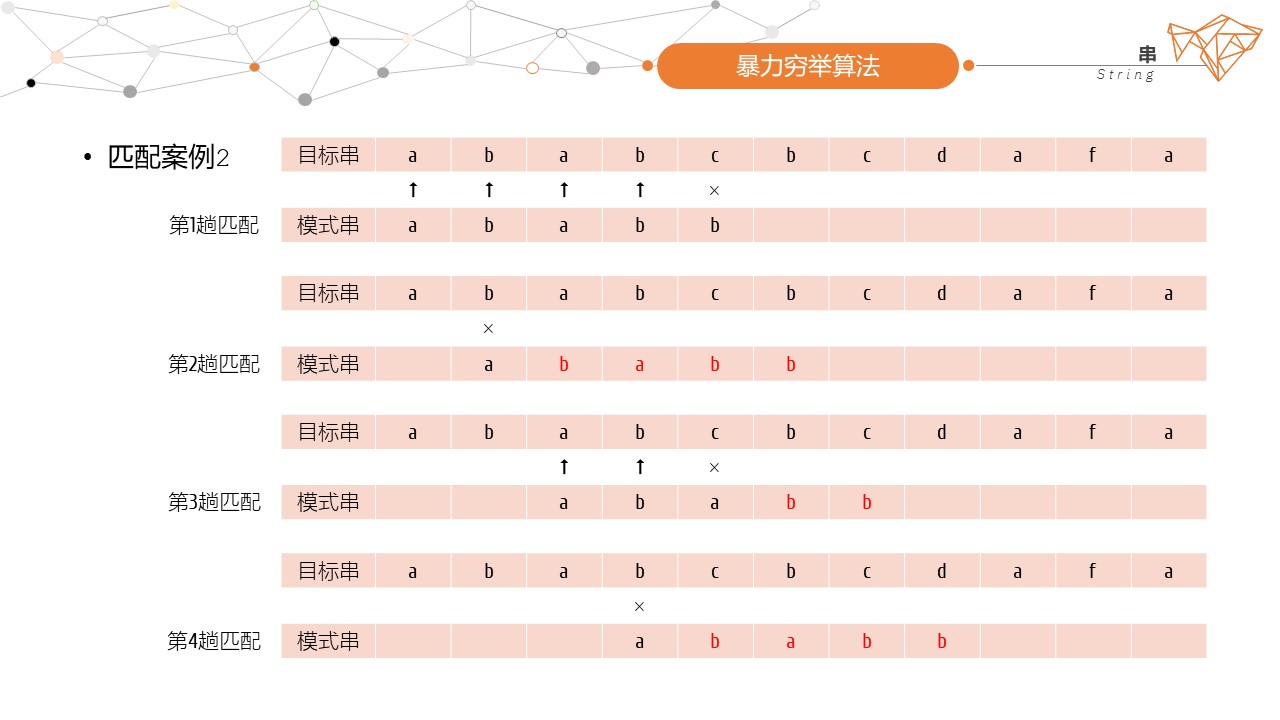 暴力穷举算法
串
String
• 匹配案例2
目标串 a b a b c b c d a f a
↑ ↑ ↑ ↑ ×
第1趟匹配 模式串 a b a b b
目标串 a b a b c b c d a f a
×
第2趟匹配 模式串 a b a b b
目标串 a b a b c b c d a f a
↑ ↑ ×
第3趟匹配 模式串 a b a b b
目标串 a b a b c b c d a f a
×
第4趟匹配 模式串 a b a b b